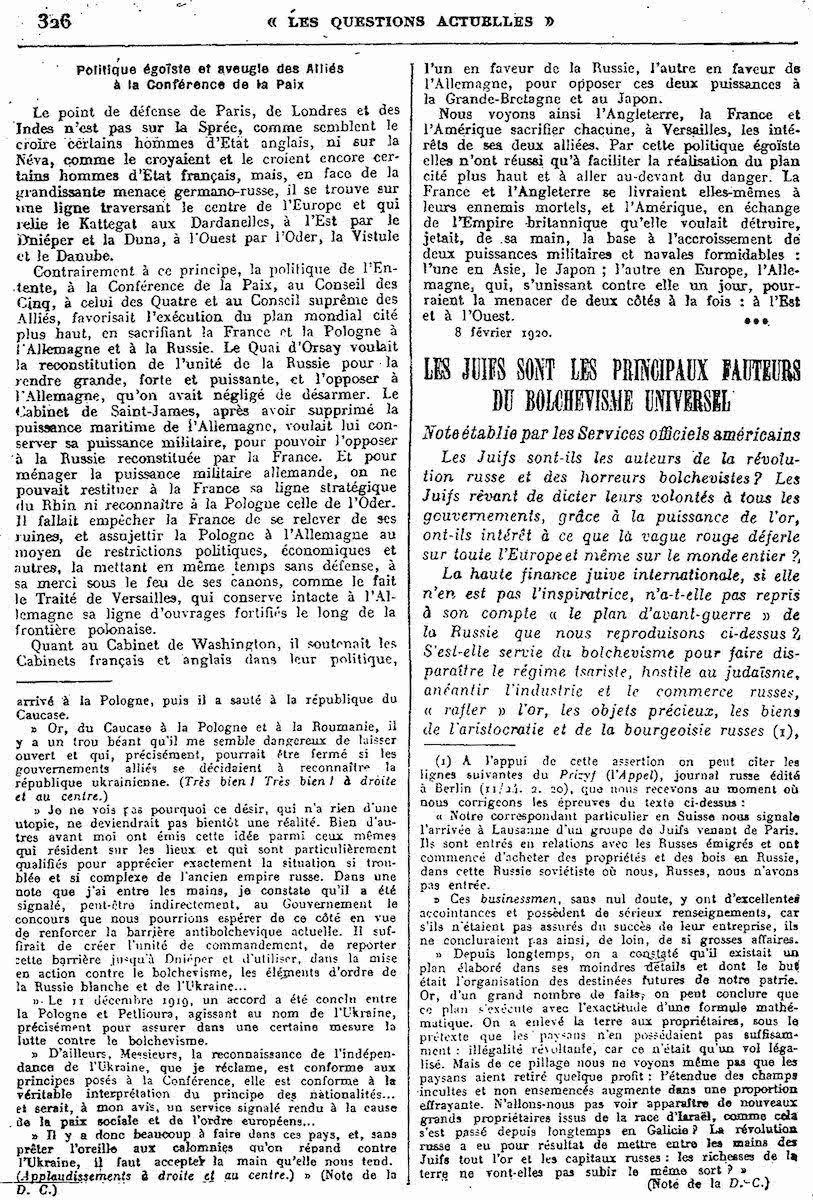 326
« LES QUESTIONS ACTUELLES »
Politique égoïste et aveugle des Alliés
à la Conférence de la Paix
Le point de défense de Paris, de Londres et des
Indes n'est pas sur la Sprée, comme semblent le
croire certains hommes d'Etat anglais, ni sur la
Néva, comme le croyaient et le croient encore cer-
tains hommes d'Etat français, mais, en face de la
grandissante menace germano-russe, il se trouve sur
une ligne traversant le centre de l'Europe et qui
relie le Kattegat aux Dardanelles, à l'Est par le
Dniéper et la Duna, à l'Ouest par l'Oder, la Vistule
et le Danube.
Contrairement à ce principe, la politique de l'En-
tente, à la Conférence de la Paix, au Conseil des
Cinq, à celui des Quatre et au Conseil suprême des
Alliés, favorisait l'exécution du plan mondial cité
plus haut, en sacrifiant la France et la Pologne à
l'Allemagne et à la Russie. Le Quai d'Orsay voulait
la reconstitution de l'unité de la Russie pour la
rendre grande, forte et puissante, et l'opposer à
l'Allemagne, qu'on avait négligé de désarmer. Le
Cabinet de Saint-James, après avoir supprimé la
puissance maritime de l'Allemagne, voulait lui con-
server sa puissance militaire, pour pouvoir l'opposer
à la Russie reconstituée par la France. Et pour
ménager la puissance militaire allemande, on ne
pouvait restituer à la France sa ligne stratégique
du Rhin ni reconnaître à la Pologne celle de l'Oder.
Il fallait empêcher la France de se relever de ses
ruines, et assujettir la Pologne à l'Allemagne au
moyen de restrictions politiques, économiques et
autres, la mettant en même temps sans défense, à
sa merci sous le feu de ses canons, comme le fait
le Traité de Versailles, qui conserve intacte à l'Al-
lemagne sa ligne d'ouvrages fortifiés le long de la
frontière polonaise.
Quant au Cabinet de Washington, il soutenait les
Cabinets français et anglais dans leur politique,
arrivé à la Pologne, puis il a sauté à la république du
Caucase.
» Or, du Caucase à la Pologne et à la Roumanie, il
y a un trou béant qu'il me semble dangereux de laisser
ouvert et qui, précisément, pourrait être fermé si les
gouvernements alliés se décidaient à reconnaître la
république ukrainienne. (Très bien ! Très bien ! à droite
et au centre.)
» Je ne vois pas pourquoi ce désir, qui n'a rien d'une
utopie, ne deviendrait pas bientôt une réalité. Bien d'au-
tres avant moi ont émis cette idée parmi ceux mêmes
qui résident sur les lieux et qui sont particulièrement
qualifiés pour apprécier exactement la situation si trou-
blée et si complexe de l'ancien empire russe. Dans une
note que j'ai entre les mains, je constate qu'il a été
signalé, peut-être indirectement, au Gouvernement le
concours que nous pourrions espérer de ce côté en vue
de renforcer la barrière antibolchevique actuelle. Il suf-
firait de créer l'unité de commandement, de reporter
cette barrière jusqu'à Dniéper et d'utiliser, dans la mise
en action contre le bolchevisme, les éléments d'ordre de
la Russie blanche et de l'Ukraine...
» Le 11 décembre 1919, un accord a été conclu entre
la Pologne et Petlioura, agissant au nom de l'Ukraine,
précisément pour assurer dans une certaine mesure la
lutte contre le bolchevisme.
» D'ailleurs, Messieurs, la reconnaissance de l'indépen-
dance de l'Ukraine, que je réclame, est conforme aux
principes posés à la Conférence, elle est conforme à la
véritable interprétation du principe des nationalités...
et serait, à mon avis, un service signalé rendu à la cause
de la paix sociale et de l'ordre européens...
» Il y a donc beaucoup à faire dans ces pays, et, sans
prêter l'oreille aux calomnies qu'on répand contre
l'Ukraine, il faut accepter la main qu'elle nous tend.
(Applaudissements à droite et au centre.) » (Note de la
D. C.)
l'un en faveur de la Russie, l'autre en faveur de
l'Allemagne, pour opposer ces deux puissances à
la Grande-Bretagne et au Japon.
Nous voyons ainsi l'Angleterre, la France et
l'Amérique sacrifier chacune, à Versailles, les inté-
rêts de ses deux alliées. Par cette politique égoïste
elles n'ont réussi qu'à faciliter la réalisation du plan
cité plus haut et à aller au-devant du danger. La
France et l'Angleterre se livraient elles-mêmes à
leurs ennemis mortels, et l'Amérique, en échange
de l'Empire britannique qu'elle voulait détruire,
jetait, de sa main, la base à l'accroissement de
deux puissances militaires et navales formidables :
l'une en Asie, le Japon ; l'autre en Europe, l'Alle-
magne, qui, s'unissant contre elle un jour, pour-
raient la menacer de deux côtés à la fois : à l'Est
et à l'Ouest.
•••
8 février 1920.
LES JUIFS SONT LES PRINCIPAUX FAUTEURS
DU BOLCHEVISME UNIVERSEL
Note établie par les Services officiels américains
Les Juifs sont-ils les auteurs de la révolu-
tion russe et des horreurs bolchevistes ? Les
Juifs rêvant de dicter leurs volontés à tous les
gouvernements, grâce à la puissance de l'or,
ont-ils intérêt à ce que la vague rouge déferle
sur toute l'Europe et même sur le monde entier ?
La haute finance juive internationale, si elle
n'en est pas l'inspiratrice, n'a-t-elle pas repris
à son compte « le plan d'avant-guerre » de
la Russie que nous reproduisons ci-dessus ?
S'est-elle servie du bolchevisme pour faire dis-
paraître le régime tsariste, hostile au judaïsme,
anéantir l'industrie et le commerce russes,
« rafler » l'or, les objets précieux, les biens
de l'aristocratie et de la bourgeoisie russes (1),
(1) A l'appui de cette assertion on peut citer les
lignes suivantes du Prizyf (l'Appel), journal russe édité
à Berlin (11/24. 2. 20), que nous recevons au moment où
nous corrigeons les épreuves du texte ci-dessus :
« Notre correspondant particulier en Suisse nous signale
l'arrivée à Lausanne d'un groupe de Juifs venant de Paris.
Ils sont entrés en relations avec les Russes émigrés et ont
commencé d'acheter des propriétés et des bois en Russie,
dans cette Russie soviétiste où nous, Russes, nous n'avons
pas entrée.
» Ces businessmen, sans nul doute, y ont d'excellentes
accointances et possèdent de sérieux renseignements, car
s'ils n'étaient pas assurés du succès de leur entreprise, ils
ne concluraient pas ainsi, de loin, de si grosses affaires.
» Depuis longtemps, on a constaté qu'il existait un
plan élaboré dans ses moindres détails et dont le but
était l'organisation des destinées futures de notre patrie.
Or, d'un grand nombre de faits, on peut conclure que
ce plan s'exécute avec l'exactitude d'une formule mathé-
matique. On a enlevé la terre aux propriétaires, sous le
prétexte que les paysans n'en possédaient pas suffisam-
ment : illégalité révoltante, car ce n'était qu'un vol léga-
lisé. Mais de ce pillage nous ne voyons même pas que les
paysans aient retiré quelque profit : l'étendue des champs
incultes et non ensemencés augmente dans une proportion
effrayante. N'allons-nous pas voir apparaître de nouveaux
grands propriétaires issus de la race d'Israël, comme cela
s'est passé depuis longtemps en Galicie ? La révolution
russe a eu pour résultat de mettre entre les mains des
Juifs tout l'or et les capitaux russes : les richesses de la
terre ne vont-elles pas subir le même sort ? »
(Note de la D. C.)